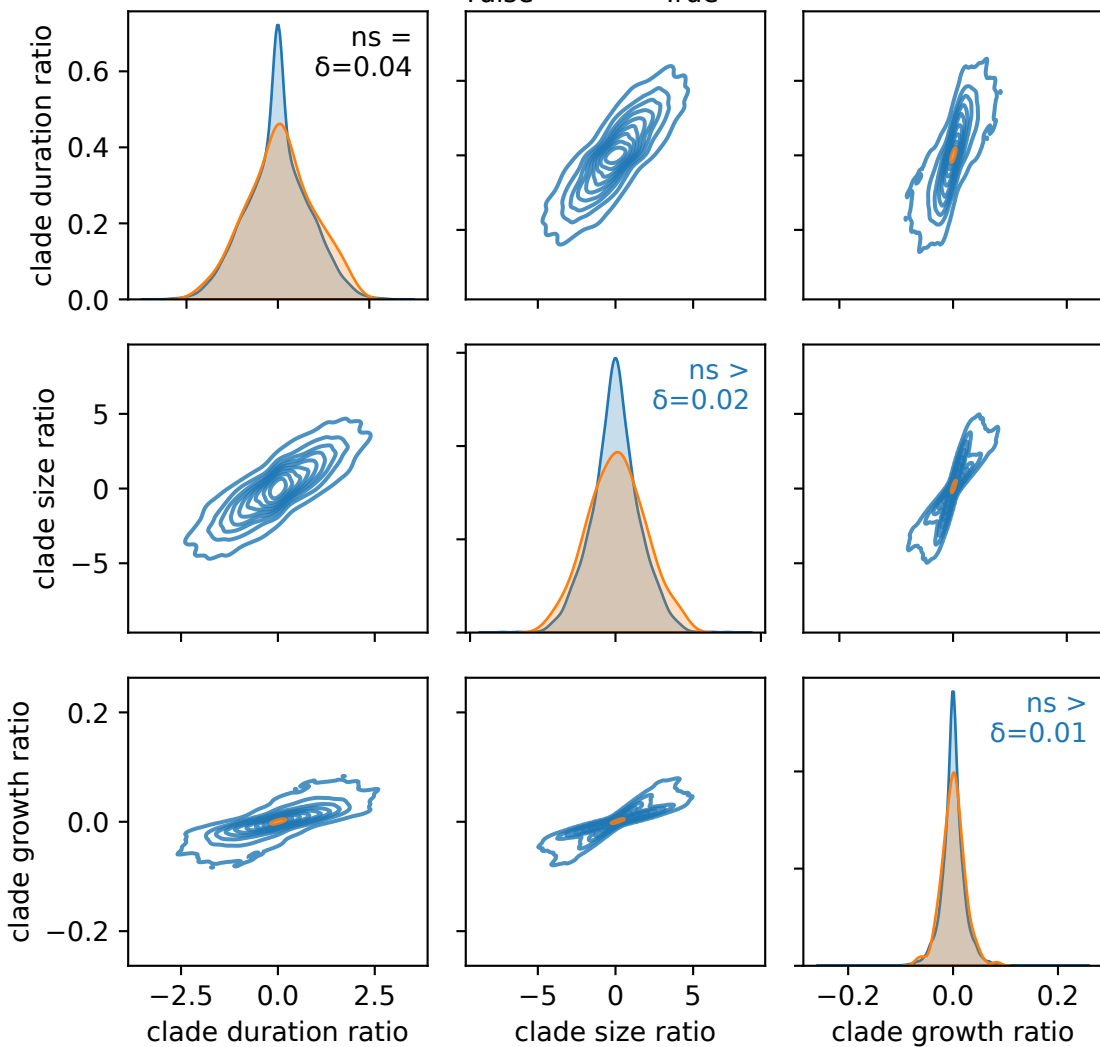 clade duration ratio
0.6
0.4
0.2
0.0
ns =
δ=0.04
clade size ratio
5
0
−5
ns >
δ=0.02
clade growth ratio
0.2
0.0
−0.2
ns >
δ=0.01
−2.5 0.0 2.5
−5 0 5
−0.2 0.0 0.2
clade duration ratio
clade size ratio
clade growth ratio